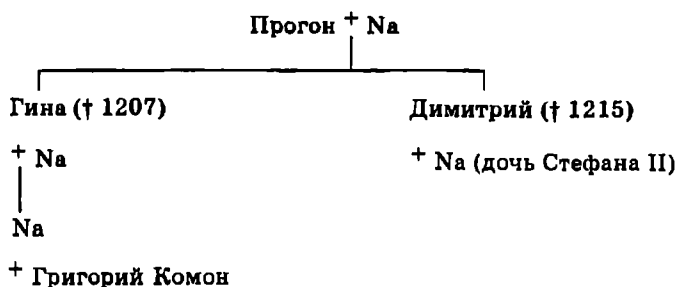 Прогон + Na
Гина († 1207) Димитрий († 1215)
+ Na + Na (дочь Стефана II)
Na
+ Григорий Комон